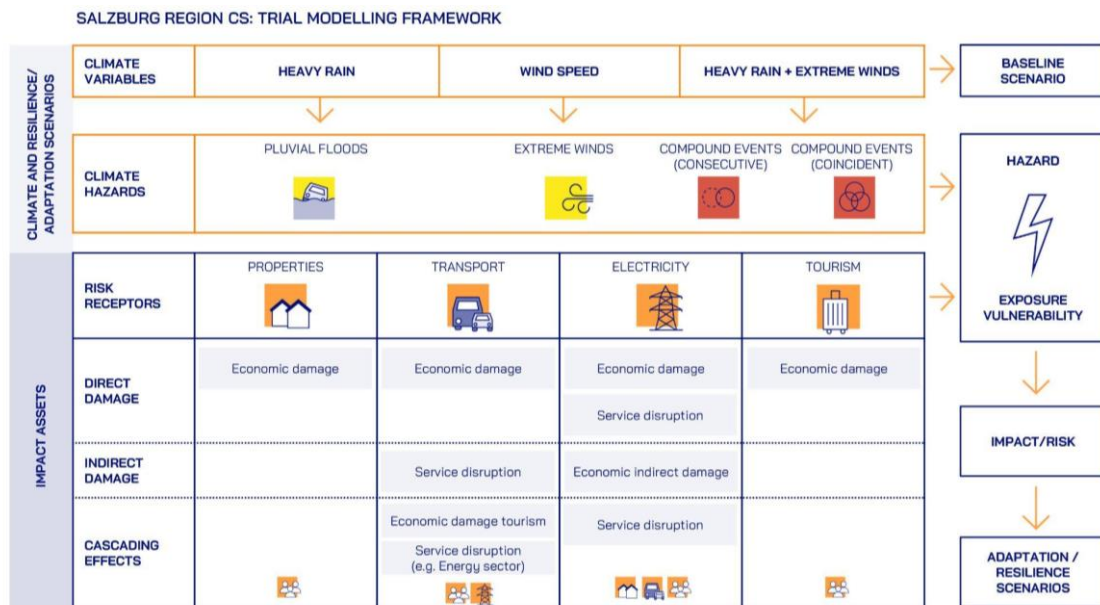 SALZBURG REGION CS: TRIAL MODELLING FRAMEWORK
CLIMATE AND RESILIENCE/
ADAPTATION SCENARIOS
CLIMATE
VARIABLES
HEAVY RAIN
WIND SPEED
HEAVY RAIN + EXTREME WINDS
BASELINE
SCENARIO
CLIMATE
HAZARDS
PLUVIAL FLOODS
EXTREME WINDS
COMPOUND EVENTS
(CONSECUTIVE)
COMPOUND EVENTS
(COINCIDENT)
HAZARD
EXPOSURE
VULNERABILITY
IMPACT ASSETS
RISK
RECEPTORS
PROPERTIES
TRANSPORT
ELECTRICITY
TOURISM
DIRECT
DAMAGE
Economic damage
Economic damage
Economic damage
Economic damage
Service disruption
IMPACT/RISK
INDIRECT
DAMAGE
Service disruption
Economic indirect damage
CASCADING
EFFECTS
Economic damage tourism
Service disruption
Service disruption
(e.g. Energy sector)
ADAPTATION /
RESILIENCE
SCENARIOS